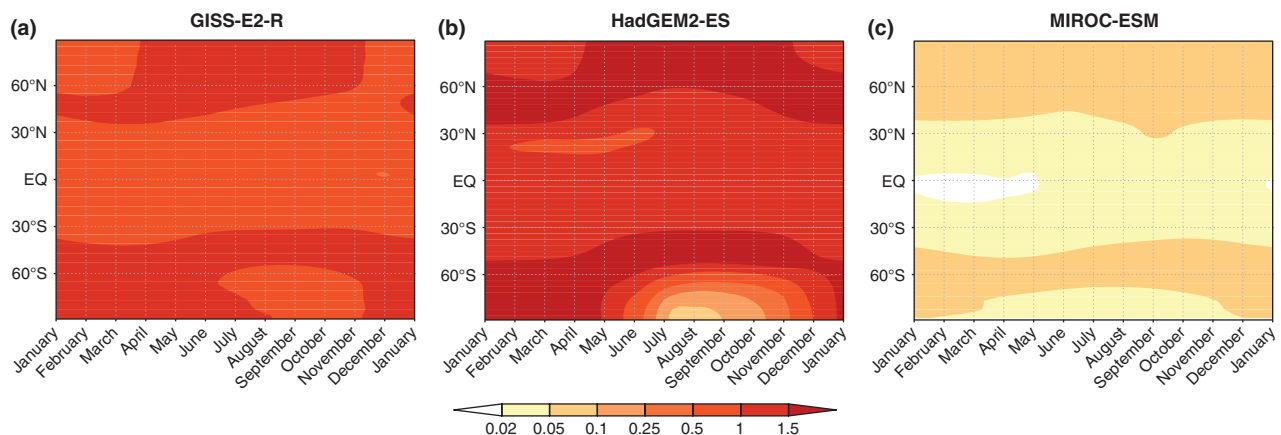 (a) GISS-E2-R
60°N
30°N
EQ
30°S
60°S
January
February
March
April
May
June
July
August
September
October
November
December
January
(b) HadGEM2-ES
60°N
30°N
EQ
30°S
60°S
January
February
March
April
May
June
July
August
September
October
November
December
January
(c) MIROC-ESM
60°N
30°N
EQ
30°S
60°S
January
February
March
April
May
June
July
August
September
October
November
December
January
0.02 0.05 0.1 0.25 0.5 1 1.5